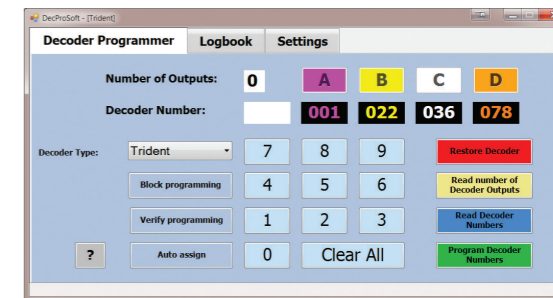 DecProSoft - [Trident]
Decoder Programmer Logbook Settings
Number of Outputs: 0 A B C D
Decoder Number: 001 022 036 078
Decoder Type: Trident 7 8 9 Restore Decoder
Block programming 4 5 6 Read number of
Decoder Outputs
Verify programming 1 2 3 Read Decoder
Numbers
? Auto assign 0 Clear All Program Decoder
Numbers